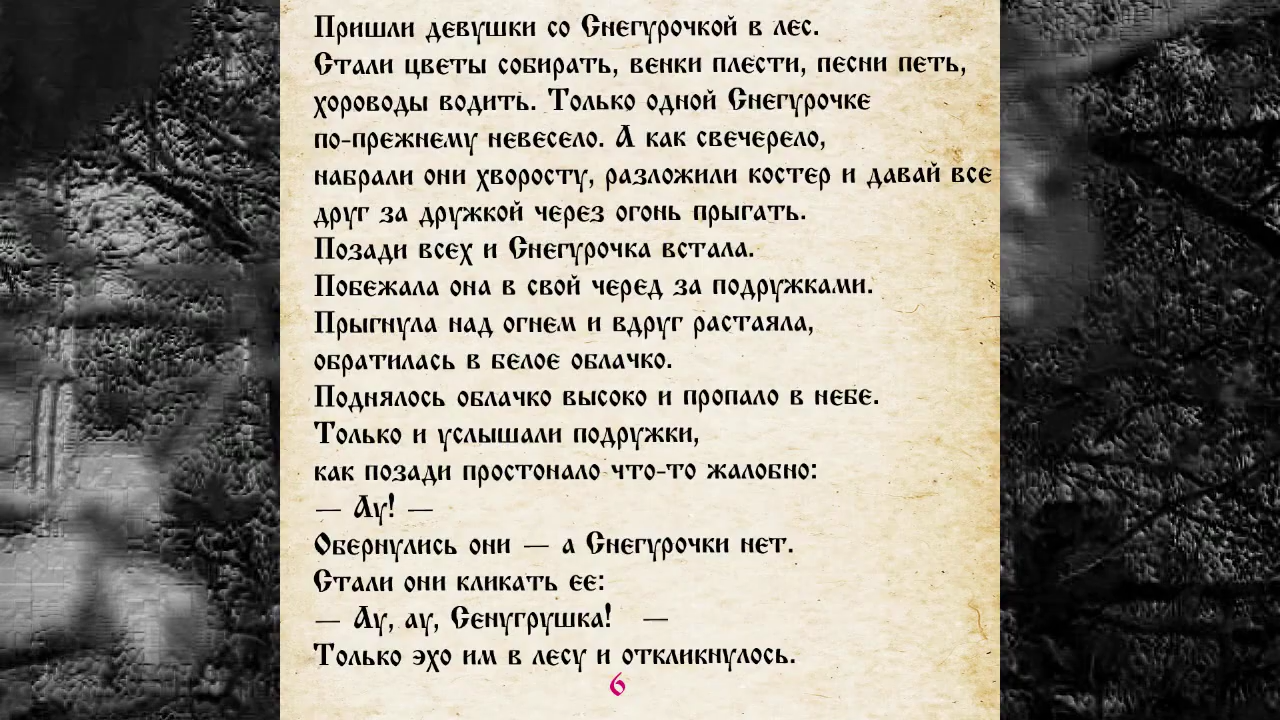 Пришли девушки со Снегурочкой в лес.
Стали цветы собирать, венки плести, песни петь,
хороводы водить. Только одной Снегурочке
по-прежнему невесело. А как свечерело,
набрали они хворосту, разложили костер и давай все
друг за дружкой через огонь прыгать.
Позади всех и Снегурочка встала.
Побежала она в свой черед за подружками.
Прыгнула над огнем и вдруг растаяла,
обратилась в белое облачко.
Поднялось облачко высоко и пропало в небе.
Только и услышали подружки,
как позади простонало что-то жалобно:
— Ау! —
Обернулись они — а Снегурочки нет.
Стали они кликать ее:
— Ау, ау, Сенугрушка! —
Только эхо им в лесу и откликнулось.
6